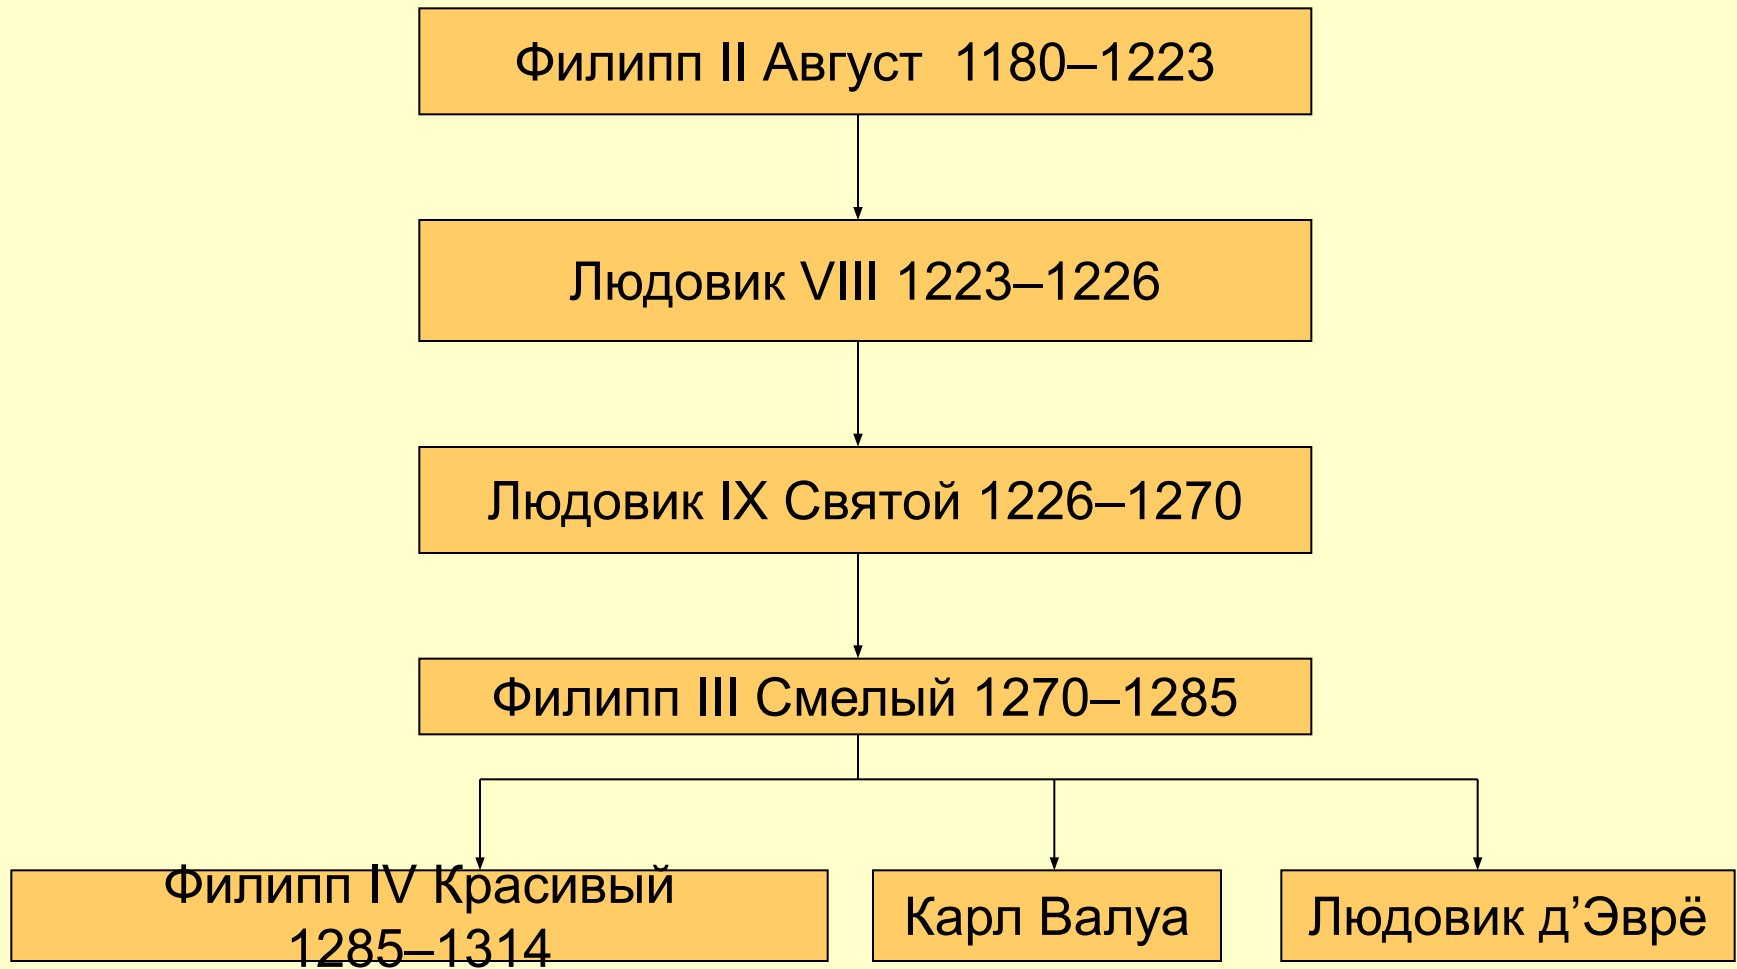 Филипп II Август 1180–1223
Людовик VIII 1223–1226
Людовик IX Святой 1226–1270
Филипп III Смелый 1270–1285
Филипп IV Красивый
1285–1314
Карл Валуа
Людовик д’Эврё